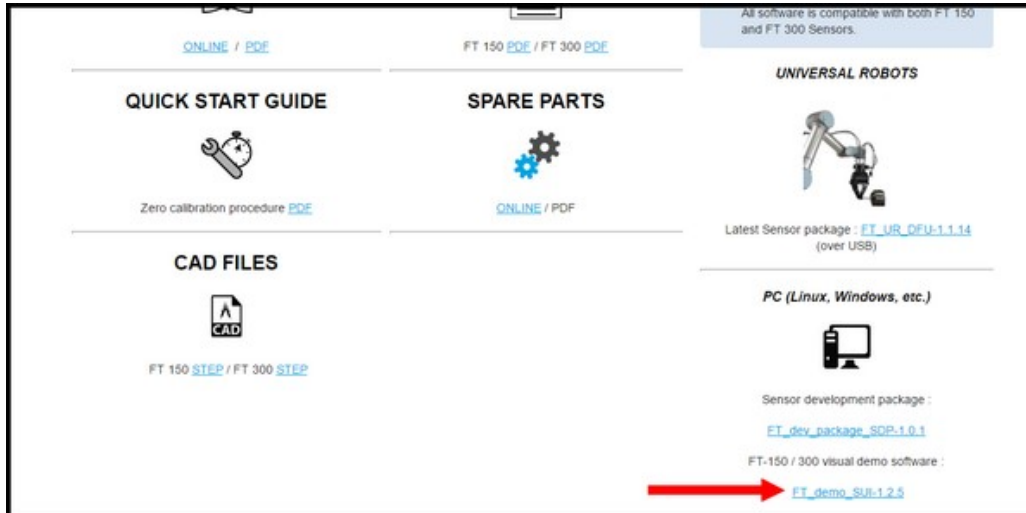 ONLINE / PDF
FT 150 PDF / FT 300 PDF
QUICK START GUIDE
Zero calibration procedure PDF
SPARE PARTS
ONLINE / PDF
CAD FILES
CAD
FT 150 STEP / FT 300 STEP
All software is compatible with both FT 150
and FT 300 Sensors.
UNIVERSAL ROBOTS
Latest Sensor package : FT_UR_DFU-1.1.14
(over USB)
PC (Linux, Windows, etc.)
Sensor development package :
FT_dev_package_SDP-1.0.1
FT-150 / 300 visual demo software :
FT_demo_SUI-1.2.5